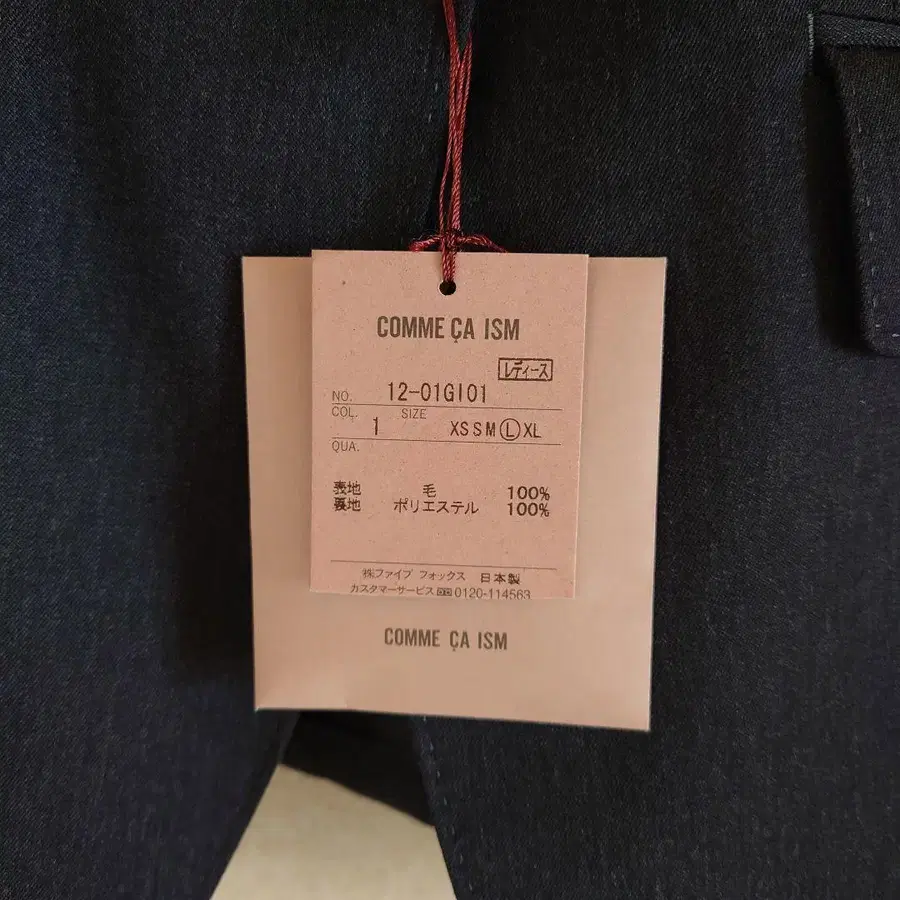 COMME ÇA ISM
レディース
NO. 12-01GI01
COL. 1 SIZE XS S M L XL
QUA.
表地 毛 100%
裏地 ポリエステル 100%
㈱ファイブ フォックス 日本製
カスタマーサービス 0120-114563
COMME ÇA ISM